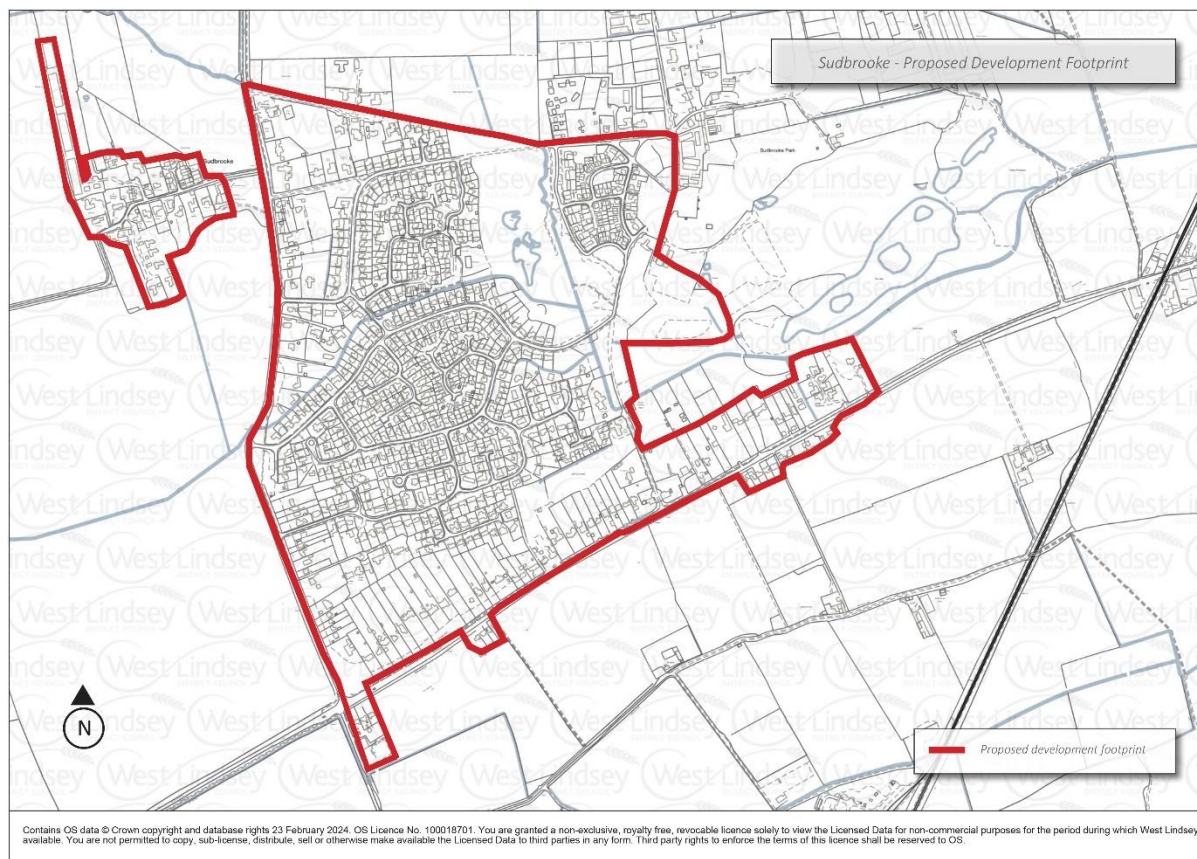 Sudbrooke - Proposed Development Footprint
Sudbrooke
Sudbrooke Park
N
Proposed development footprint
West Lindsey
DISTRICT COUNCIL
Contains OS data © Crown copyright and database rights 23 February 2024. OS Licence No. 100018701. You are granted a non-exclusive, royalty free, revocable licence solely to view the Licensed Data for non-commercial purposes for the period during which West Lindsey
available. You are not permitted to copy, sub-license, distribute, sell or otherwise make available the Licensed Data to third parties in any form. Third party rights to enforce the terms of this licence shall be reserved to OS.